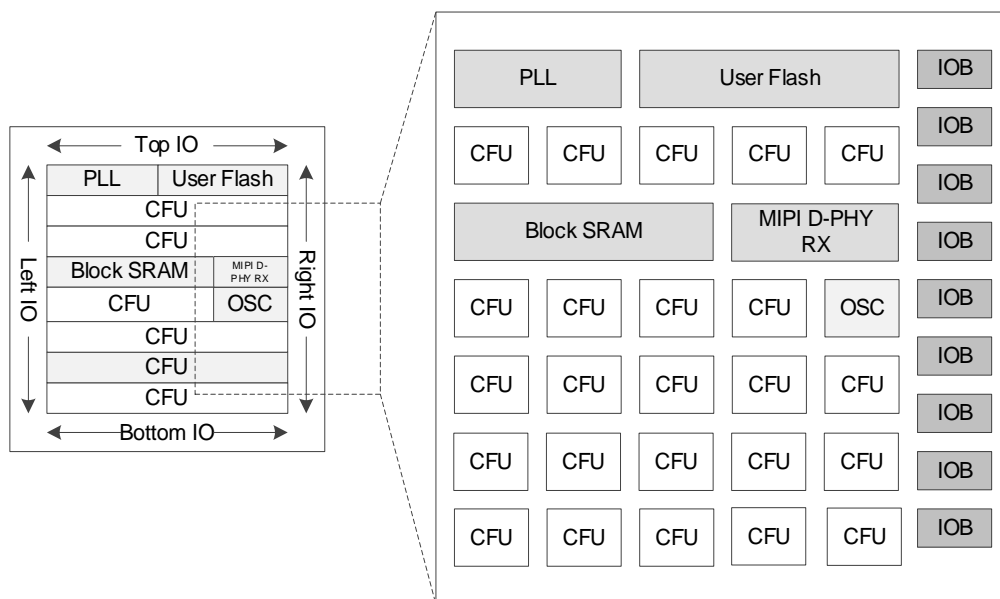 Top IO
PLL User Flash
CFU
CFU
Block SRAM MIPI D-
PHY RX
CFU OSC
CFU
CFU
CFU
Bottom IO
Left IO
Right IO
PLL User Flash IOB
IOB
CFU CFU CFU CFU CFU
IOB
Block SRAM MIPI D-PHY
RX
IOB
CFU CFU CFU CFU OSC
IOB
IOB
CFU CFU CFU CFU CFU
IOB
CFU CFU CFU CFU CFU
IOB
CFU CFU CFU CFU CFU
IOB